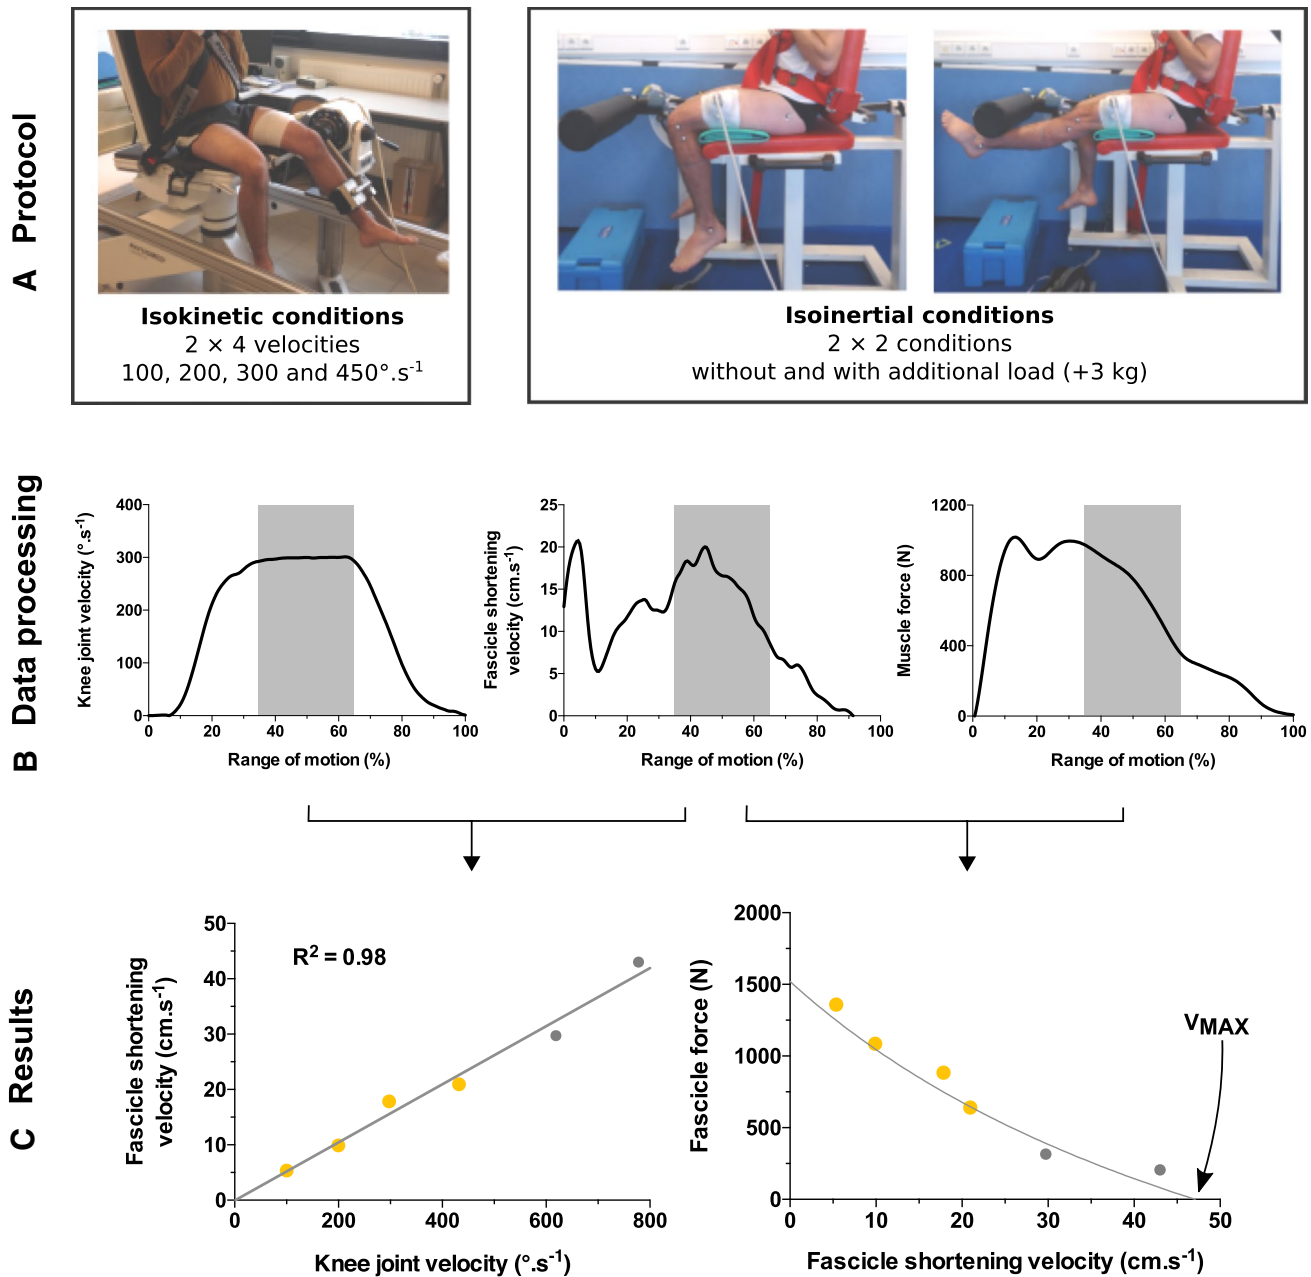 A Protocol
Isokinetic conditions
2 × 4 velocities
100, 200, 300 and 450°.s-1
Isoinertial conditions
2 × 2 conditions
without and with additional load (+3 kg)
B Data processing
Knee joint velocity (°.s-1)
400
300
200
100
0
0 20 40 60 80 100
Range of motion (%)
Fascicle shortening
velocity (cm.s-1)
25
20
15
10
5
0
0 20 40 60 80 100
Range of motion (%)
Muscle force (N)
1200
800
400
0
0 20 40 60 80 100
Range of motion (%)
C Results
Fascicle shortening
velocity (cm.s-1)
50
40
30
20
10
0
R2 = 0.98
0 200 400 600 800
Knee joint velocity (°.s-1)
Fascicle force (N)
2000
1500
1000
500
0
VMAX
0 10 20 30 40 50
Fascicle shortening velocity (cm.s-1)